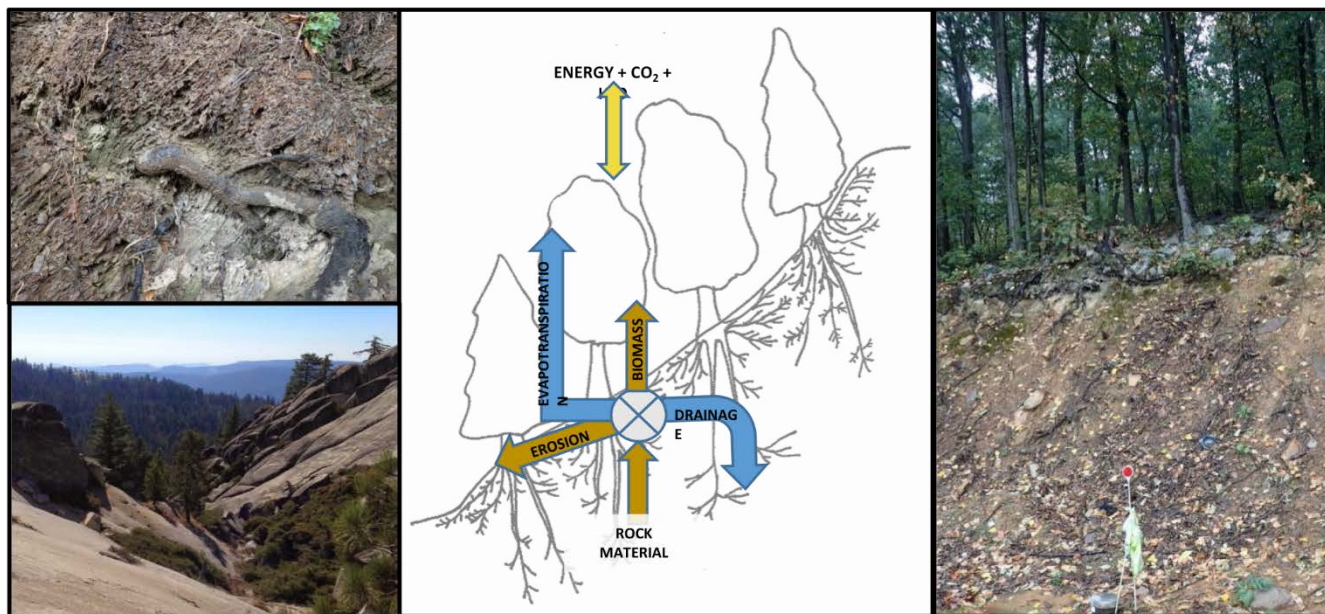 ENERGY + CO₂ +
EVAPOTRANSPIRATIO
N
BIOMASS
DRAINAG
E
EROSION
ROCK
MATERIAL